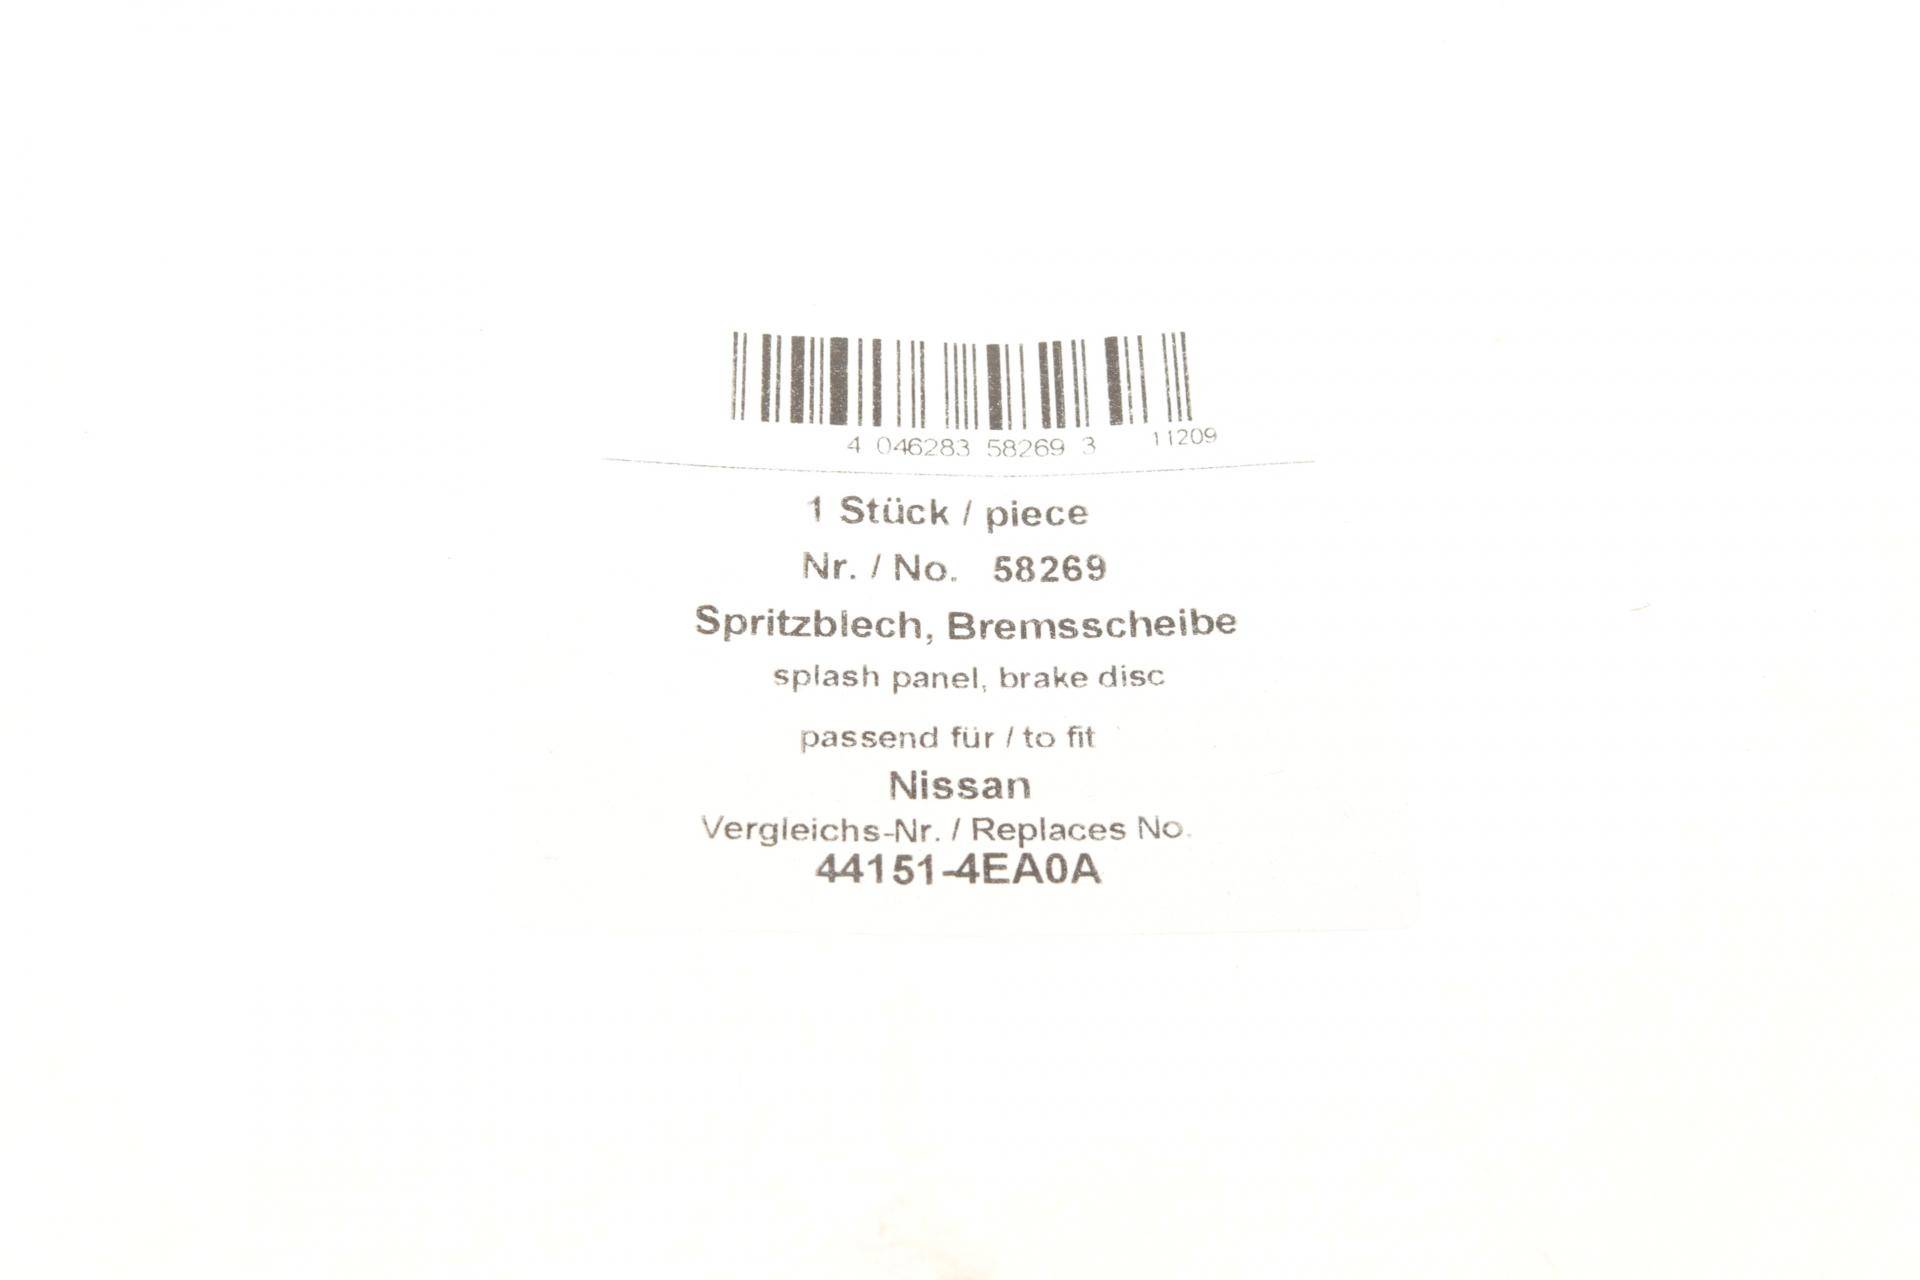 4 046283 58269 3 11209
1 Stück / piece
Nr. / No. 58269
Spritzblech, Bremsscheibe
splash panel, brake disc
passend für / to fit
Nissan
Vergleichs-Nr. / Replaces No.
44151-4EA0A